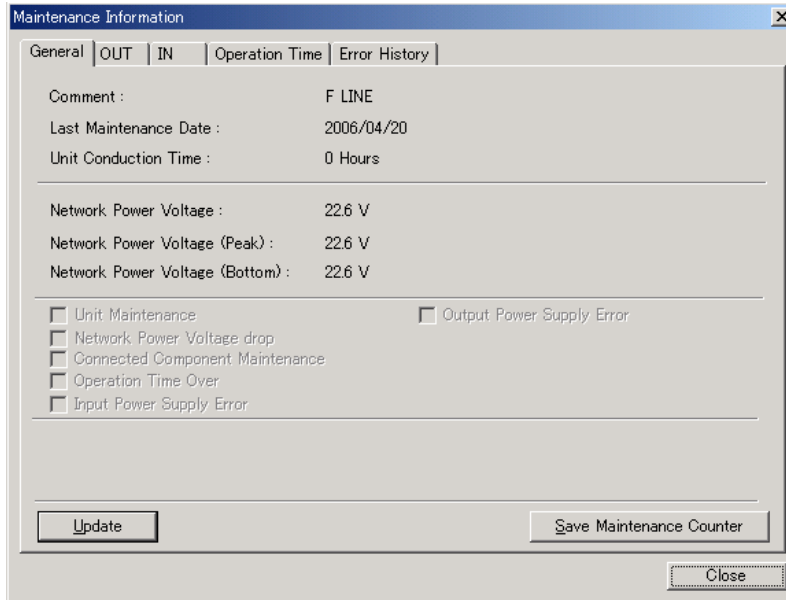 Maintenance Information
General OUT IN Operation Time Error History
Comment : F LINE
Last Maintenance Date : 2006/04/20
Unit Conduction Time : 0 Hours
Network Power Voltage : 22.6 V
Network Power Voltage (Peak) : 22.6 V
Network Power Voltage (Bottom) : 22.6 V
Unit Maintenance Output Power Supply Error
Network Power Voltage drop
Connected Component Maintenance
Operation Time Over
Input Power Supply Error
Update Save Maintenance Counter
Close